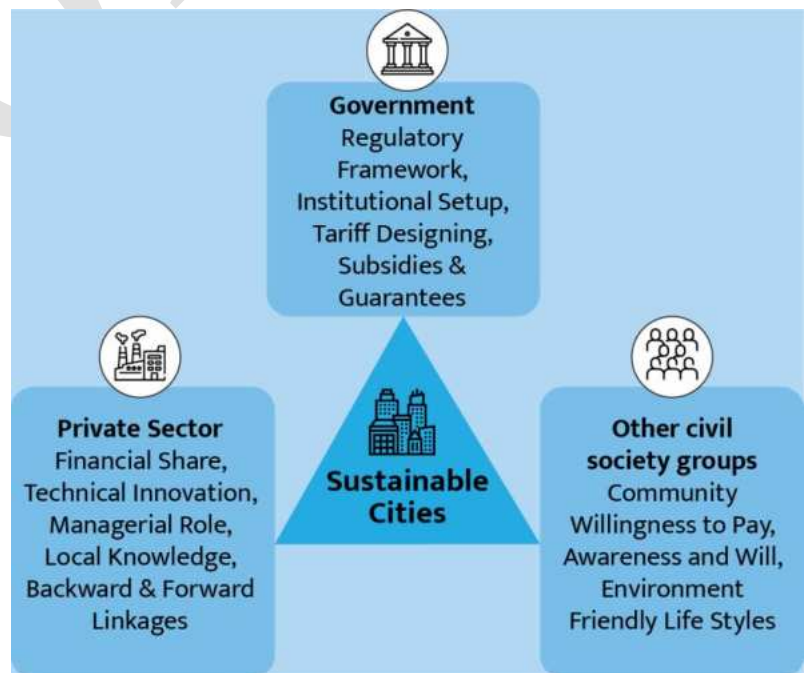 Government
Regulatory
Framework,
Institutional Setup,
Tariff Designing,
Subsidies &
Guarantees
Private Sector
Financial Share,
Technical Innovation,
Managerial Role,
Local Knowledge,
Backward & Forward
Linkages
Sustainable
Cities
Other civil
society groups
Community
Willingness to Pay,
Awareness and Will,
Environment
Friendly Life Styles